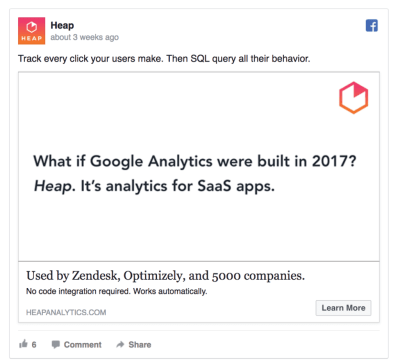 Heap
HEAP
about 3 weeks ago
Track every click your users make. Then SQL query all their behavior.
What if Google Analytics were built in 2017?
Heap. It's analytics for SaaS apps.
Used by Zendesk, Optimizely, and 5000 companies.
No code integration required. Works automatically.
HEAPANALYTICS.COM
Learn More
6 Comment Share